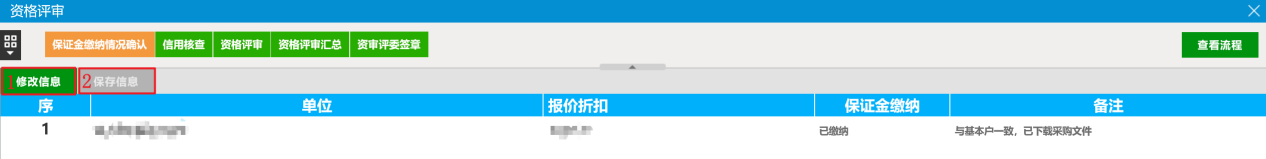 资格评审
保证金缴纳情况确认 信用核查 资格评审 资格评审汇总 资审评委签章 查看流程
1 修改信息 2 保存信息
序 单位 报价折扣 保证金缴纳 备注
1 已缴纳 与基本户一致，已下载采购文件